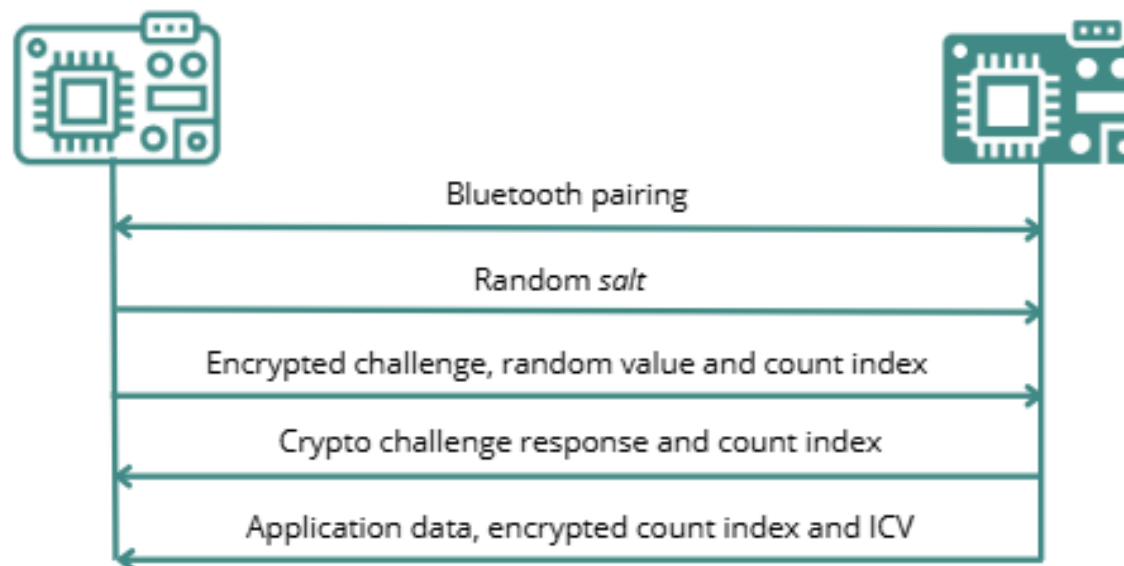 Bluetooth pairing
Random salt
Encrypted challenge, random value and count index
Crypto challenge response and count index
Application data, encrypted count index and ICV